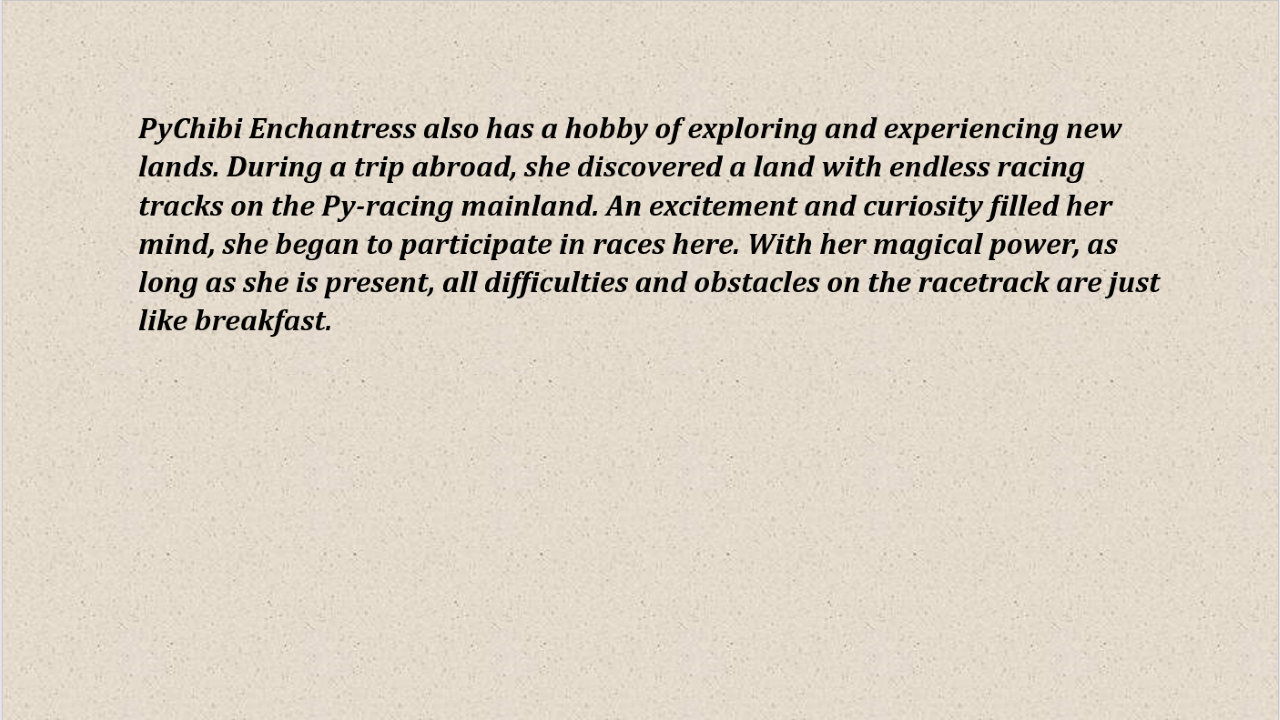 PyChibi Enchantress also has a hobby of exploring and experiencing new
lands. During a trip abroad, she discovered a land with endless racing
tracks on the Py-racing mainland. An excitement and curiosity filled her
mind, she began to participate in races here. With her magical power, as
long as she is present, all difficulties and obstacles on the racetrack are just
like breakfast.